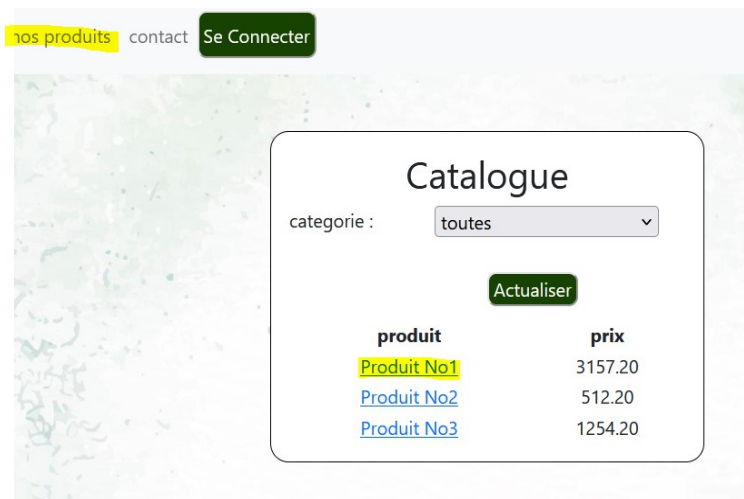 nos produits contact Se Connecter
Catalogue
categorie : toutes
Actualiser
produit prix
Produit No1 3157.20
Produit No2 512.20
Produit No3 1254.20